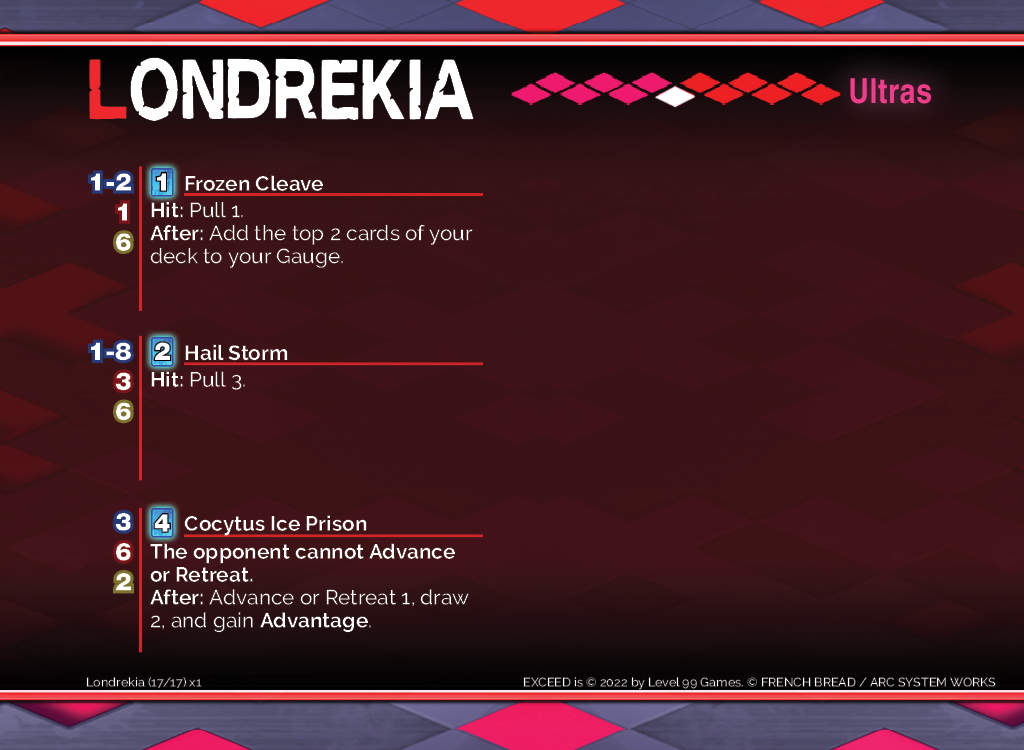 LONDREKIA
Ultras
1-2 1 Frozen Cleave
1 Hit: Pull 1.
6 After: Add the top 2 cards of your
deck to your Gauge.
1-8 2 Hail Storm
3 Hit: Pull 3.
6
3 4 Cocytus Ice Prison
6 The opponent cannot Advance
2 or Retreat.
After: Advance or Retreat 1, draw
2, and gain Advantage.
Londrekia (17/17) x1
EXCEED is © 2022 by Level 99 Games. © FRENCH BREAD / ARC SYSTEM WORKS